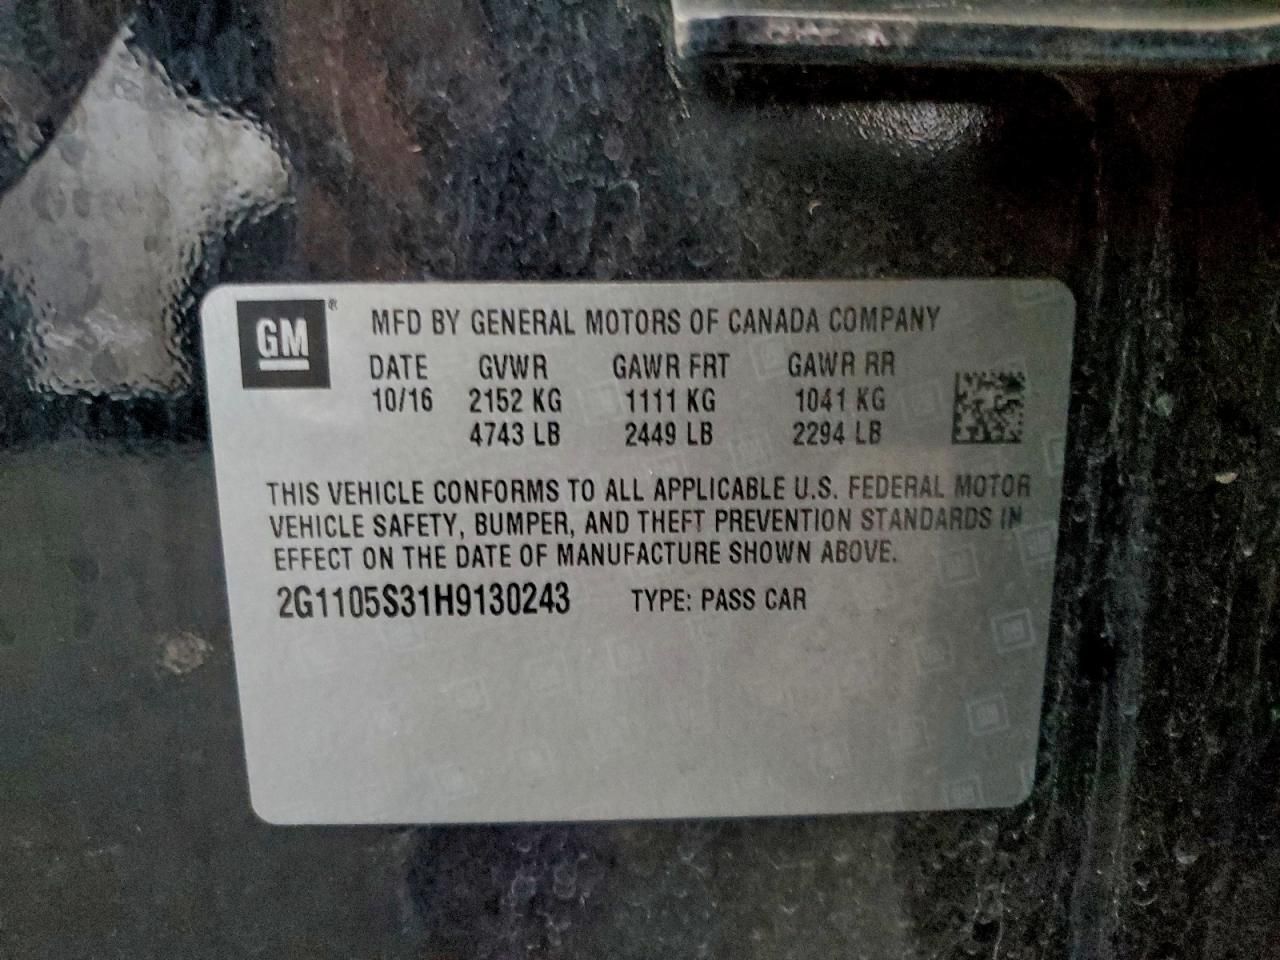 GM®
MFD BY GENERAL MOTORS OF CANADA COMPANY
DATE GVWR GAWR FRT GAWR RR
10/16 2152 KG 1111 KG 1041 KG
4743 LB 2449 LB 2294 LB
THIS VEHICLE CONFORMS TO ALL APPLICABLE U.S. FEDERAL MOTOR
VEHICLE SAFETY, BUMPER, AND THEFT PREVENTION STANDARDS IN
EFFECT ON THE DATE OF MANUFACTURE SHOWN ABOVE.
2G1105S31H9130243 TYPE: PASS CAR